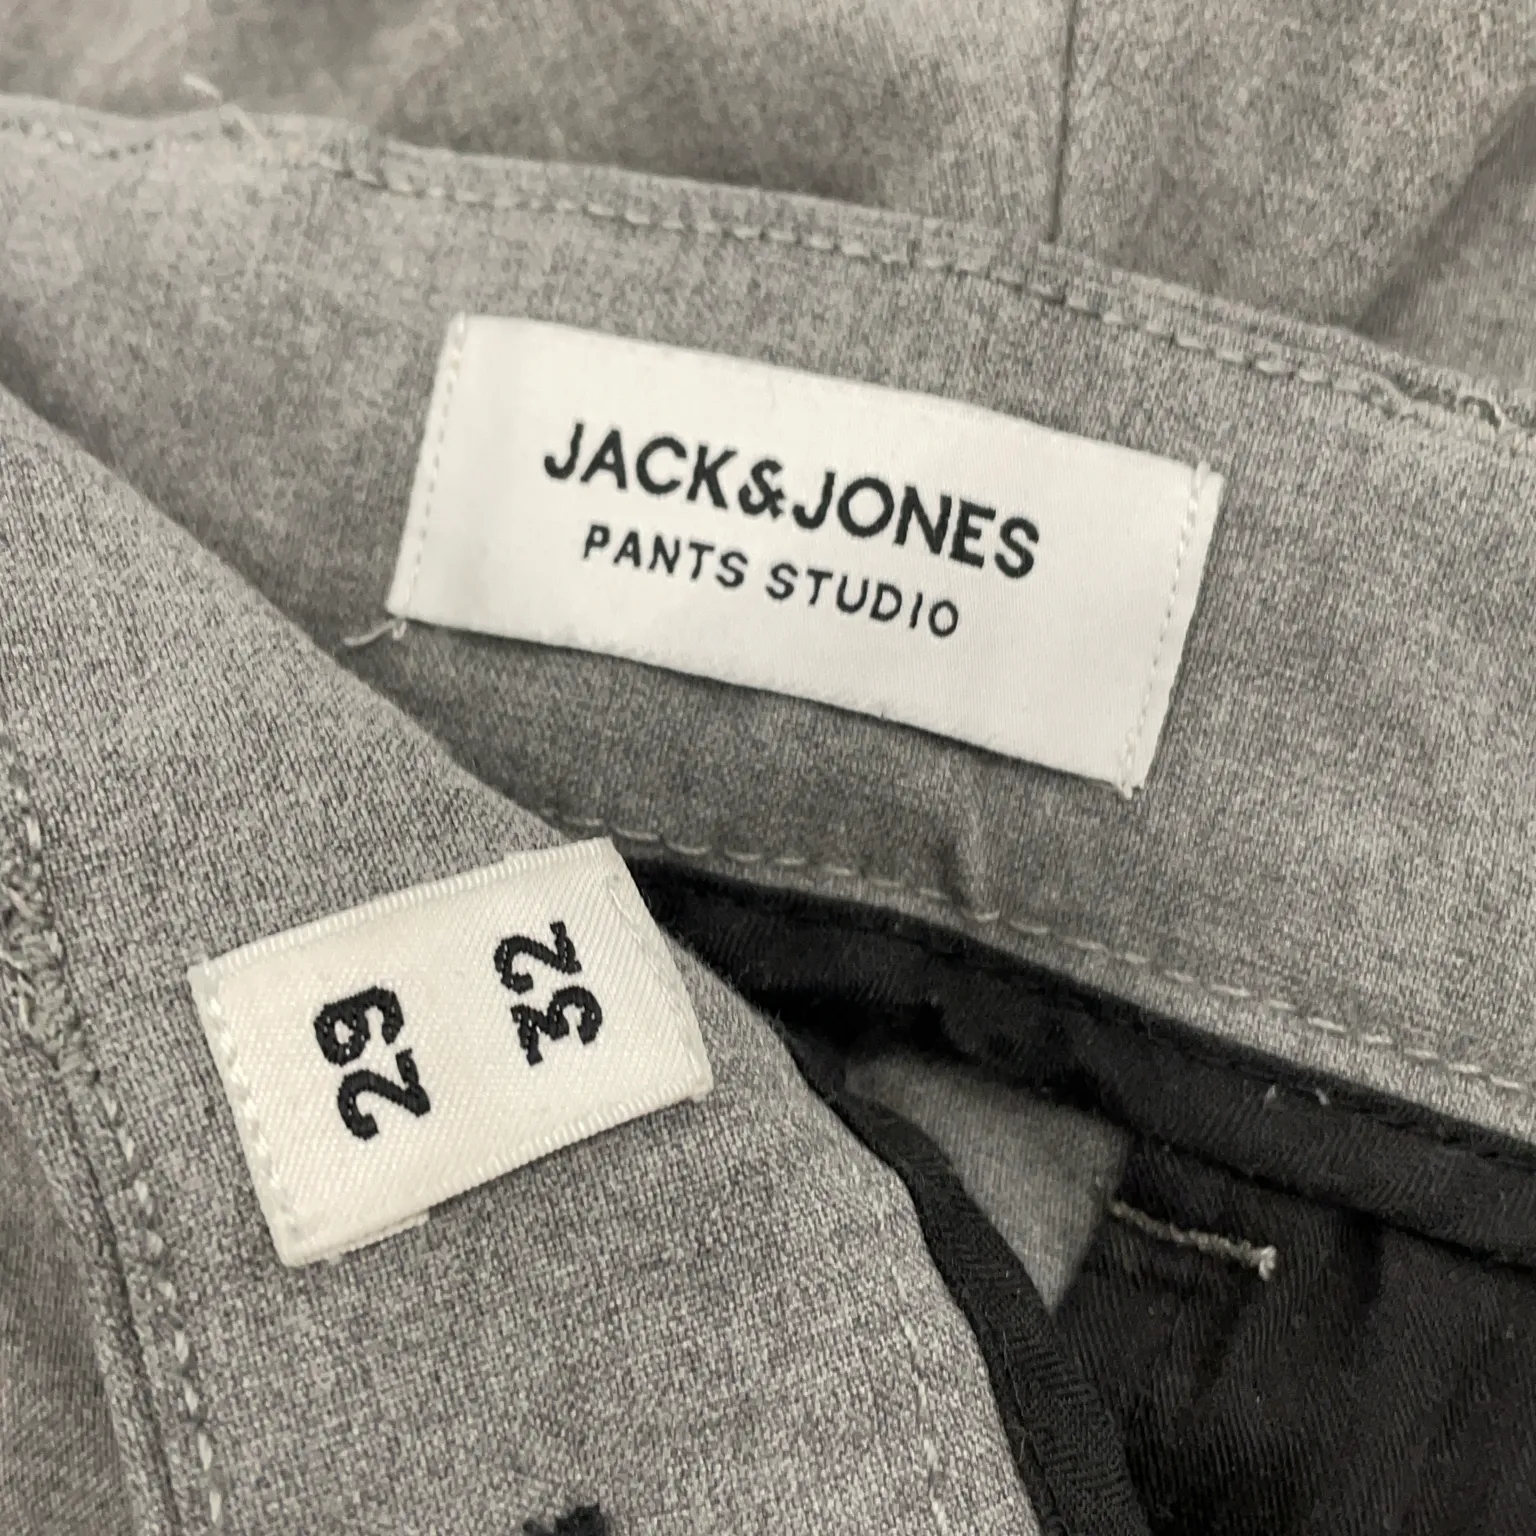 JACK&JONES
PANTS STUDIO
29
32